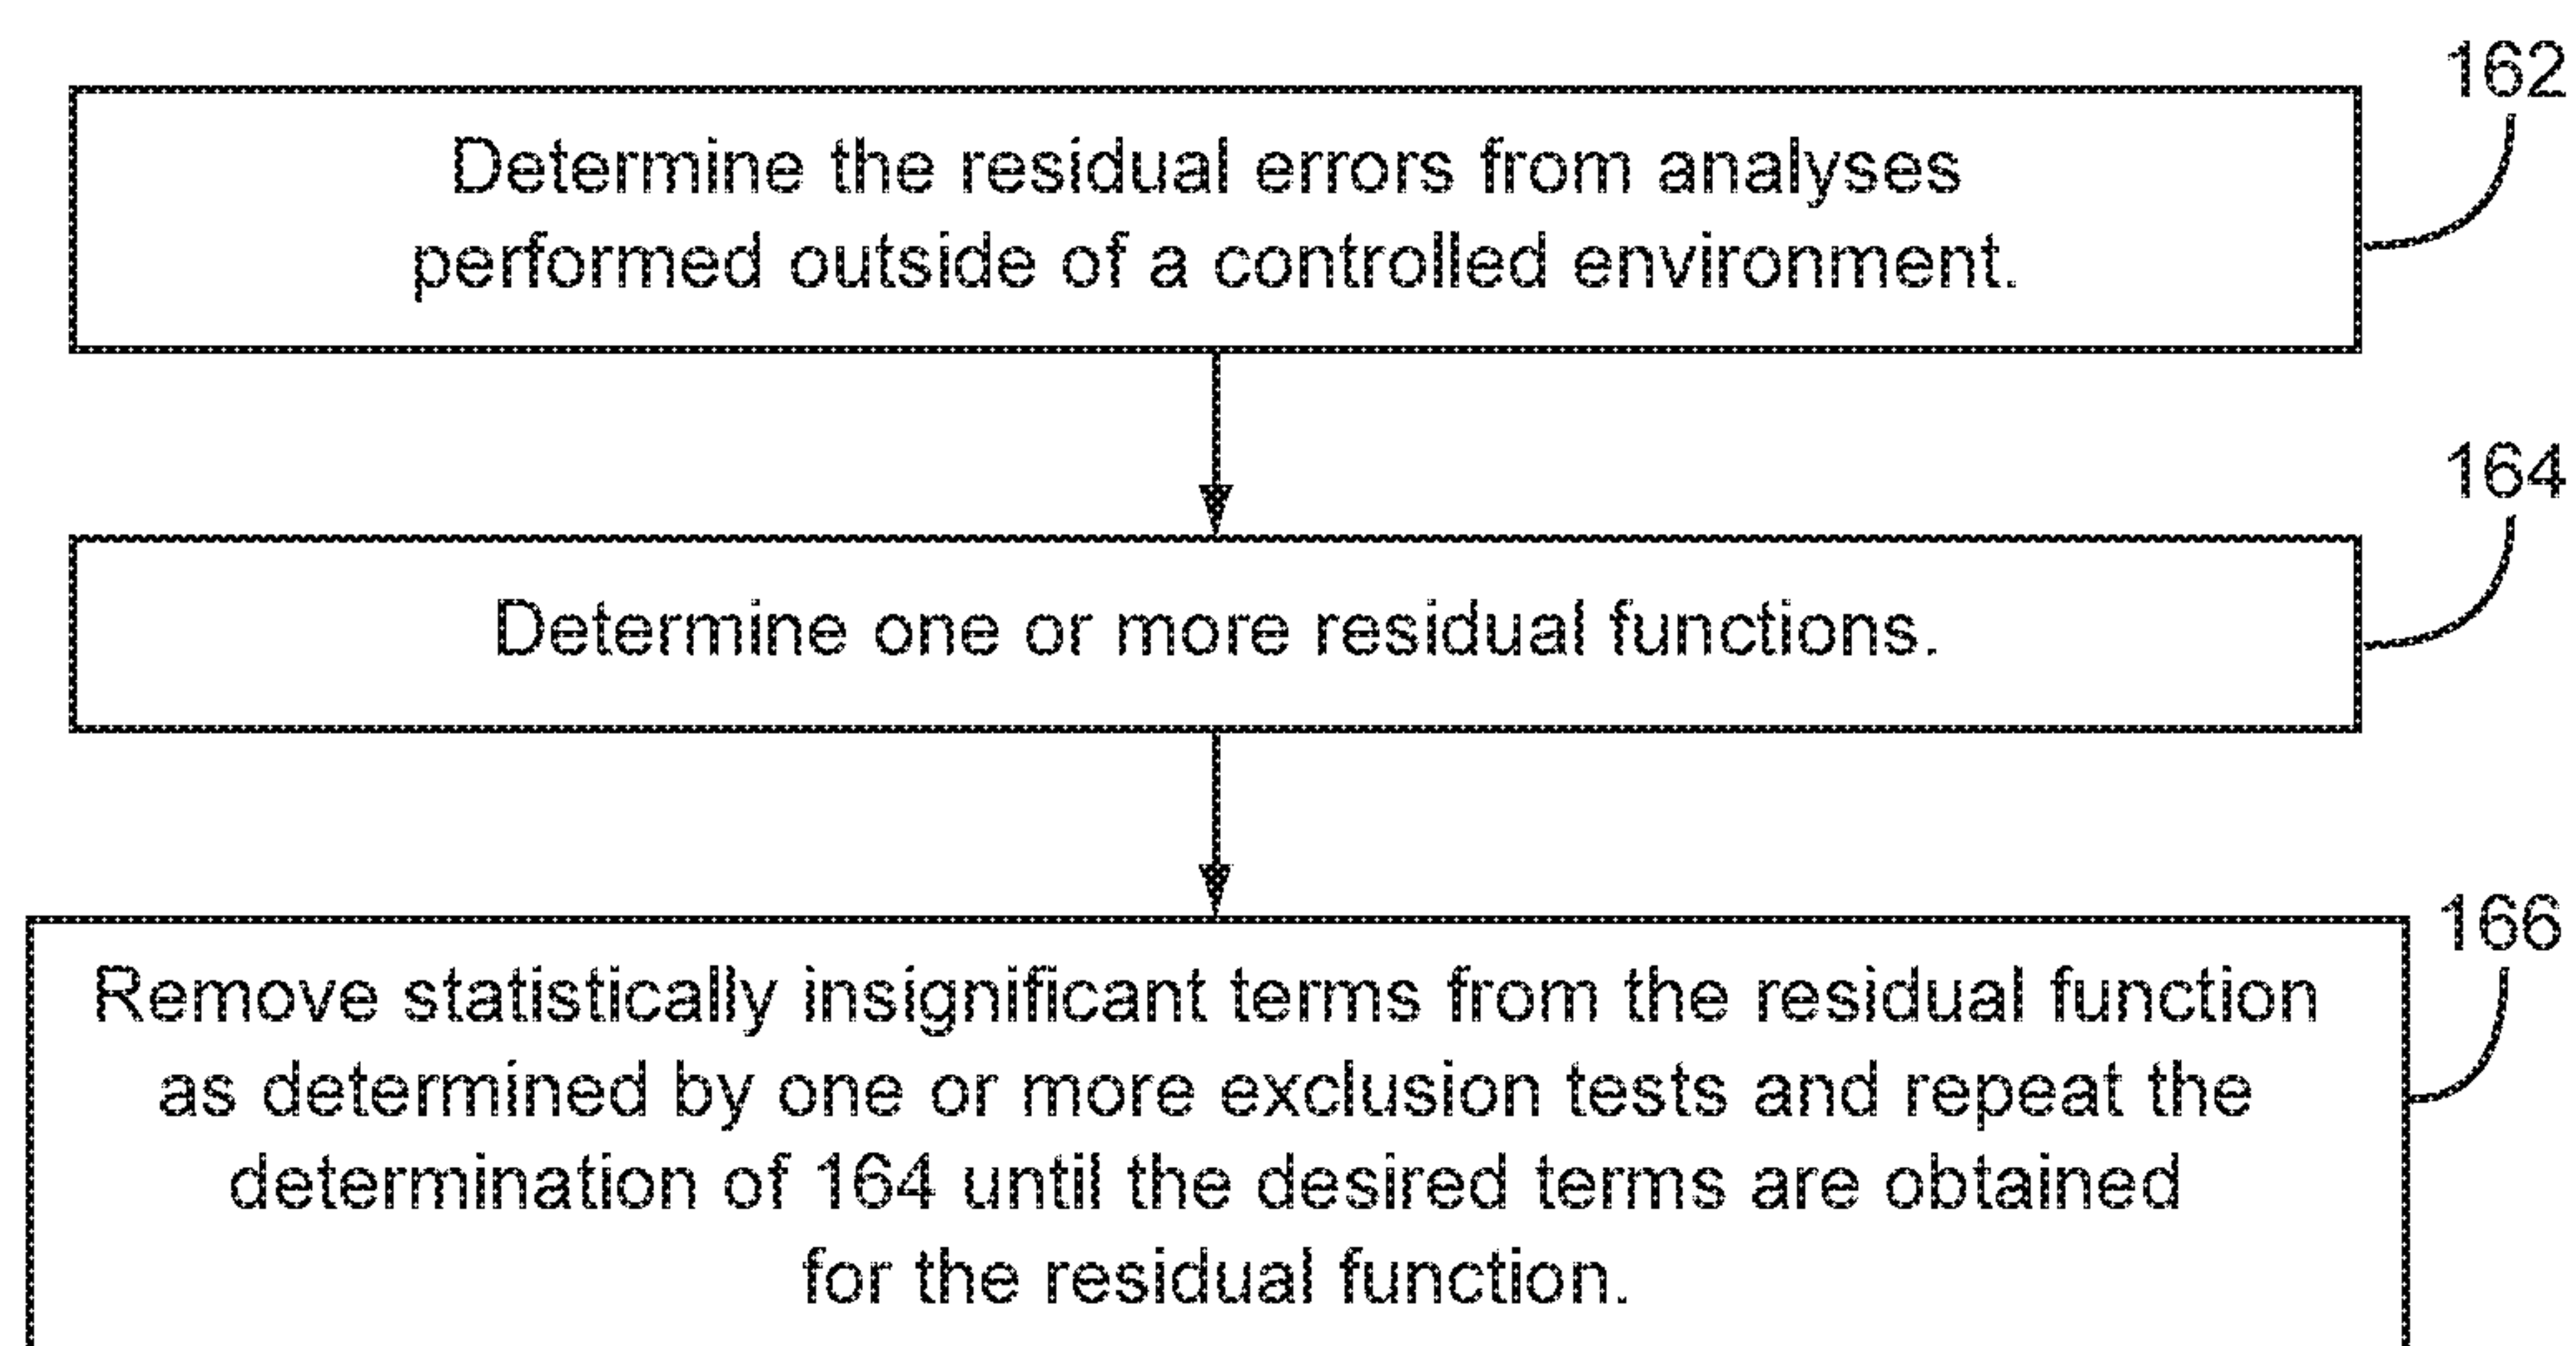 162
Determine the residual errors from analyses
performed outside of a controlled environment.
164
Determine one or more residual functions.
166
Remove statistically insignificant terms from the residual function
as determined by one or more exclusion tests and repeat the
determination of 164 until the desired terms are obtained
for the residual function.